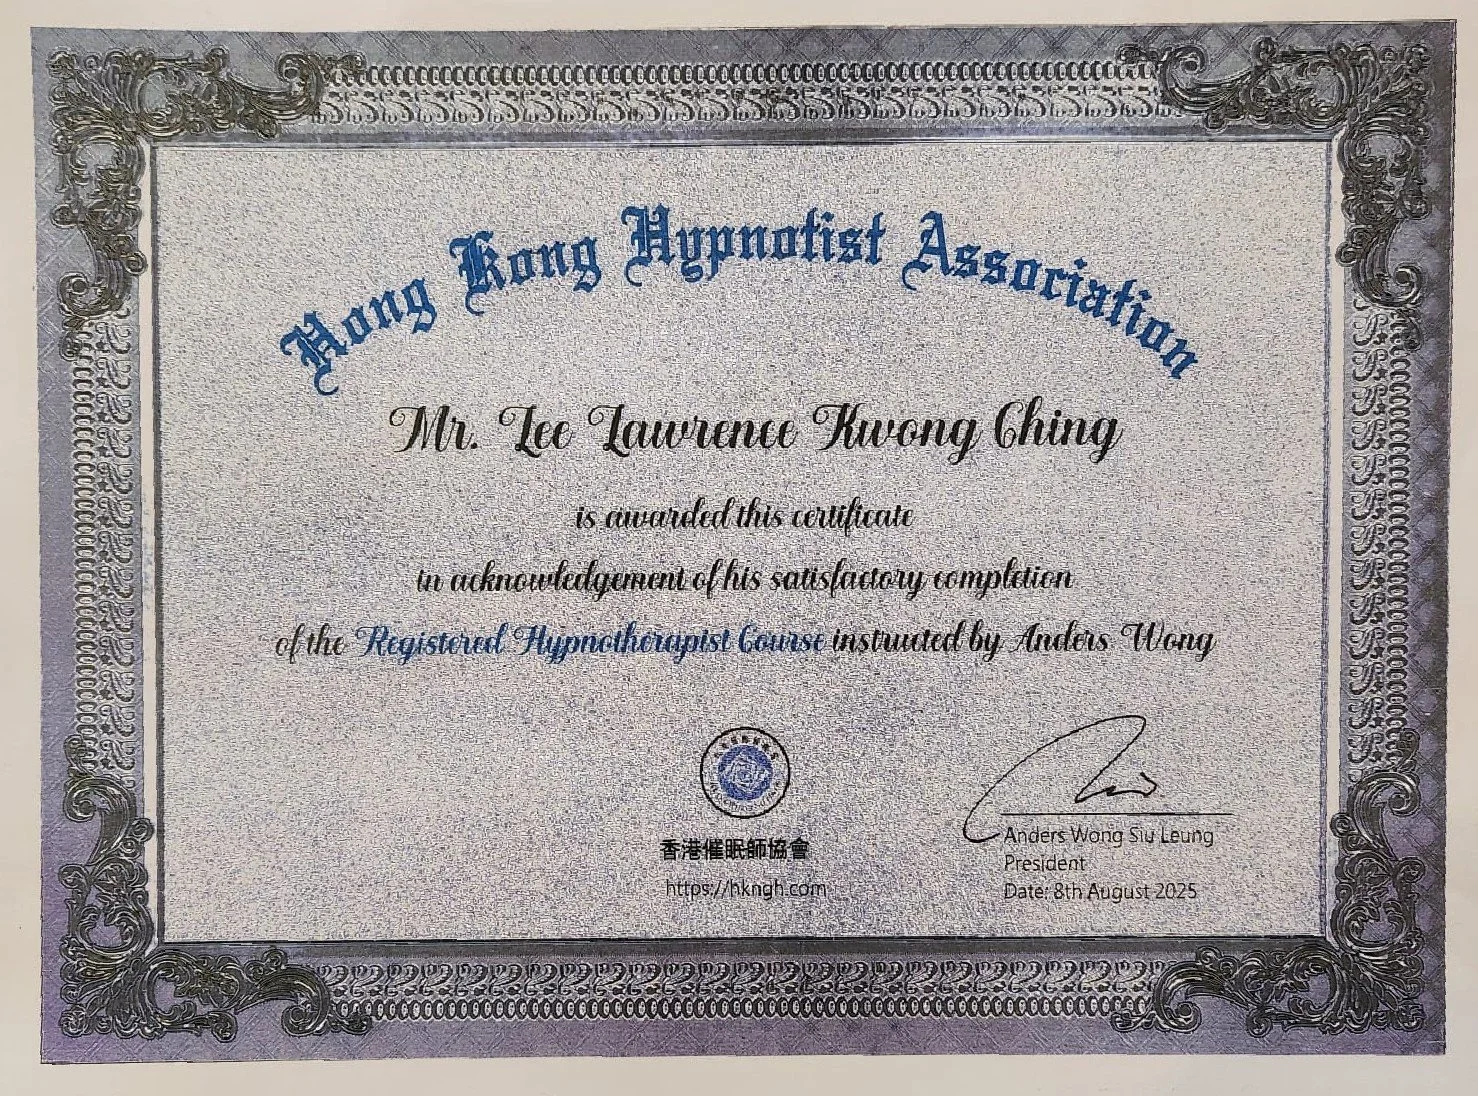 Hong Kong Hypnotist Association
Mr. Lee Lawrence Kwong Ching
is awarded this certificate
in acknowledgement of his satisfactory completion
of the Registered Hypnotherapist Course instructed by Anders Wong
香港催眠師協會
https://hkngh.com
Anders Wong Siu Leung
President
Date: 8th August 2025